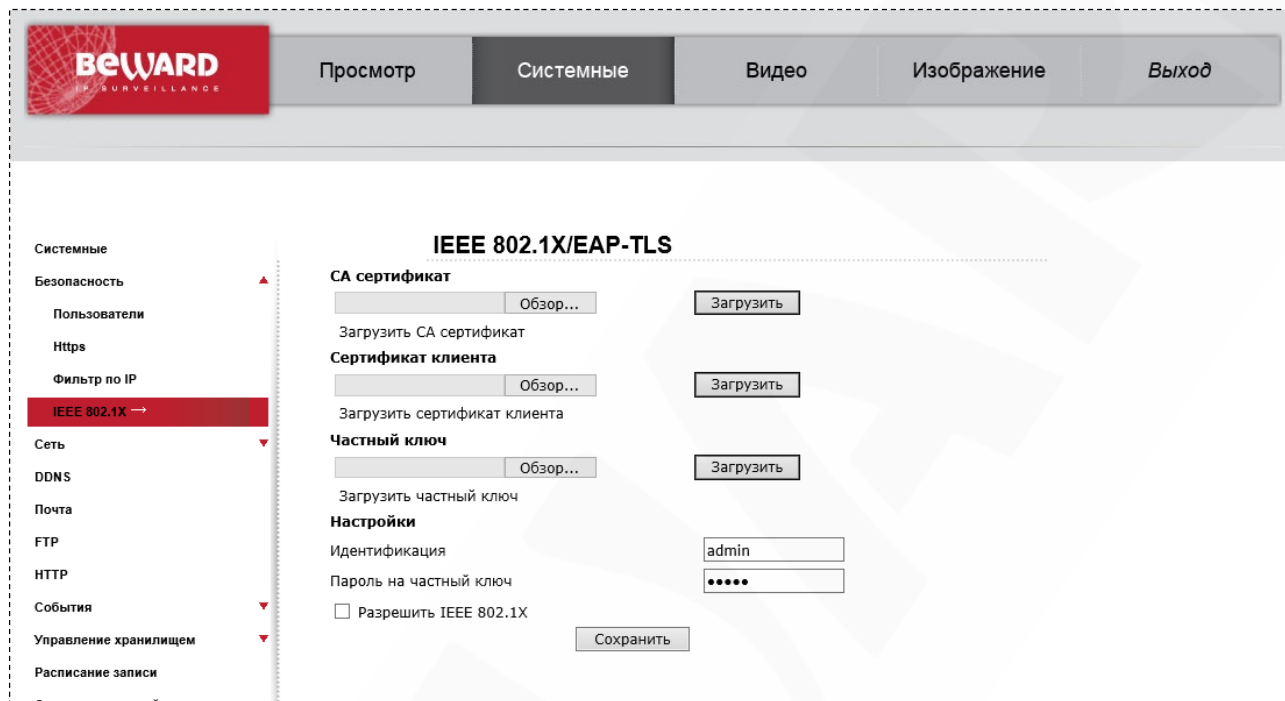 BEWARD
IP SURVEILLANCE
Просмотр
Системные
Видео
Изображение
Выход
Системные
Безопасность
Пользователи
Https
Фильтр по IP
IEEE 802.1X →
Сеть
DDNS
Почта
FTP
HTTP
События
Управление хранилищем
Расписание записи
IEEE 802.1X/EAP-TLS
CA сертификат
Обзор... Загрузить
Загрузить CA сертификат
Сертификат клиента
Обзор... Загрузить
Загрузить сертификат клиента
Частный ключ
Обзор... Загрузить
Загрузить частный ключ
Настройки
Идентификация admin
Пароль на частный ключ •••••
Разрешить IEEE 802.1X
Сохранить